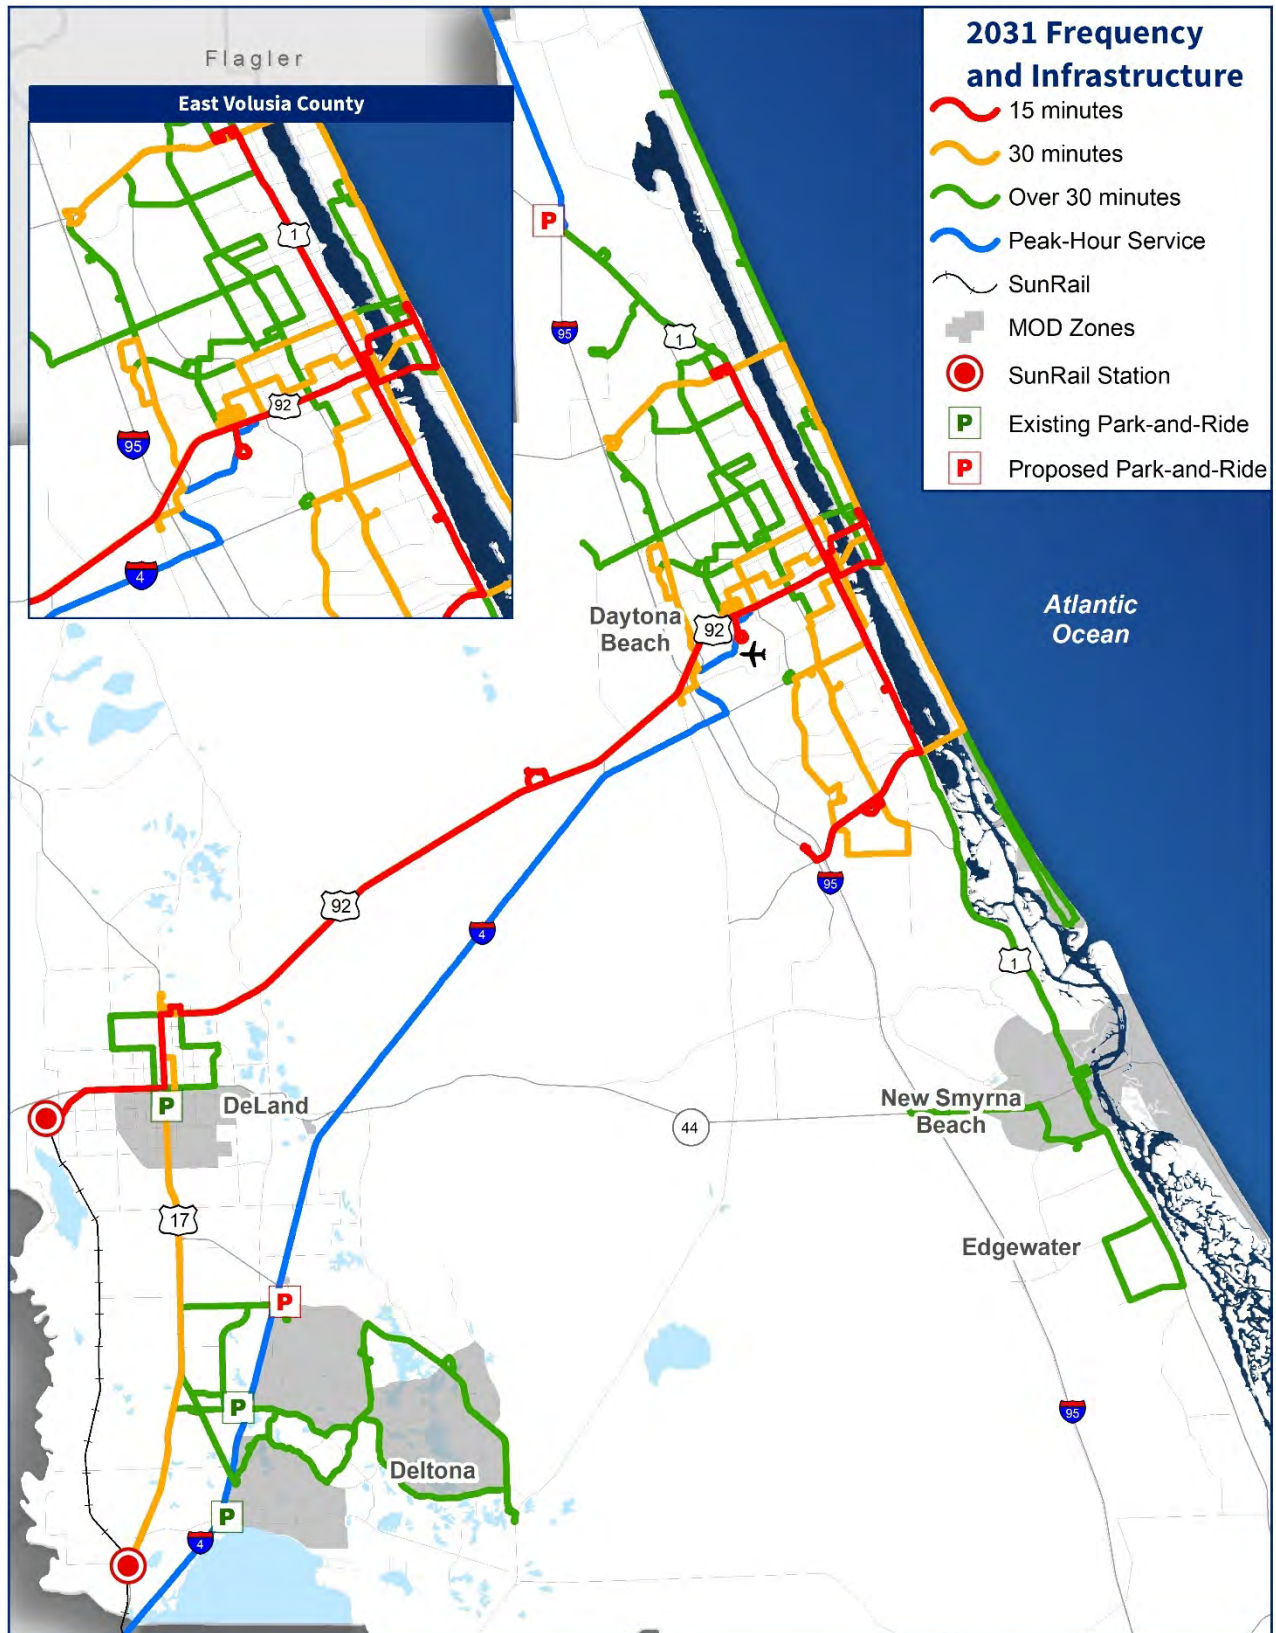 Flagler
East Volusia County
1
92
95
4
2031 Frequency
and Infrastructure
15 minutes
30 minutes
Over 30 minutes
Peak-Hour Service
SunRail
MOD Zones
SunRail Station
P Existing Park-and-Ride
P Proposed Park-and-Ride
P
95
1
Daytona
Beach
92
Atlantic
Ocean
95
92
4
1
P
DeLand
44
New Smyrna
Beach
17
Edgewater
P
P
95
Deltona
P
4